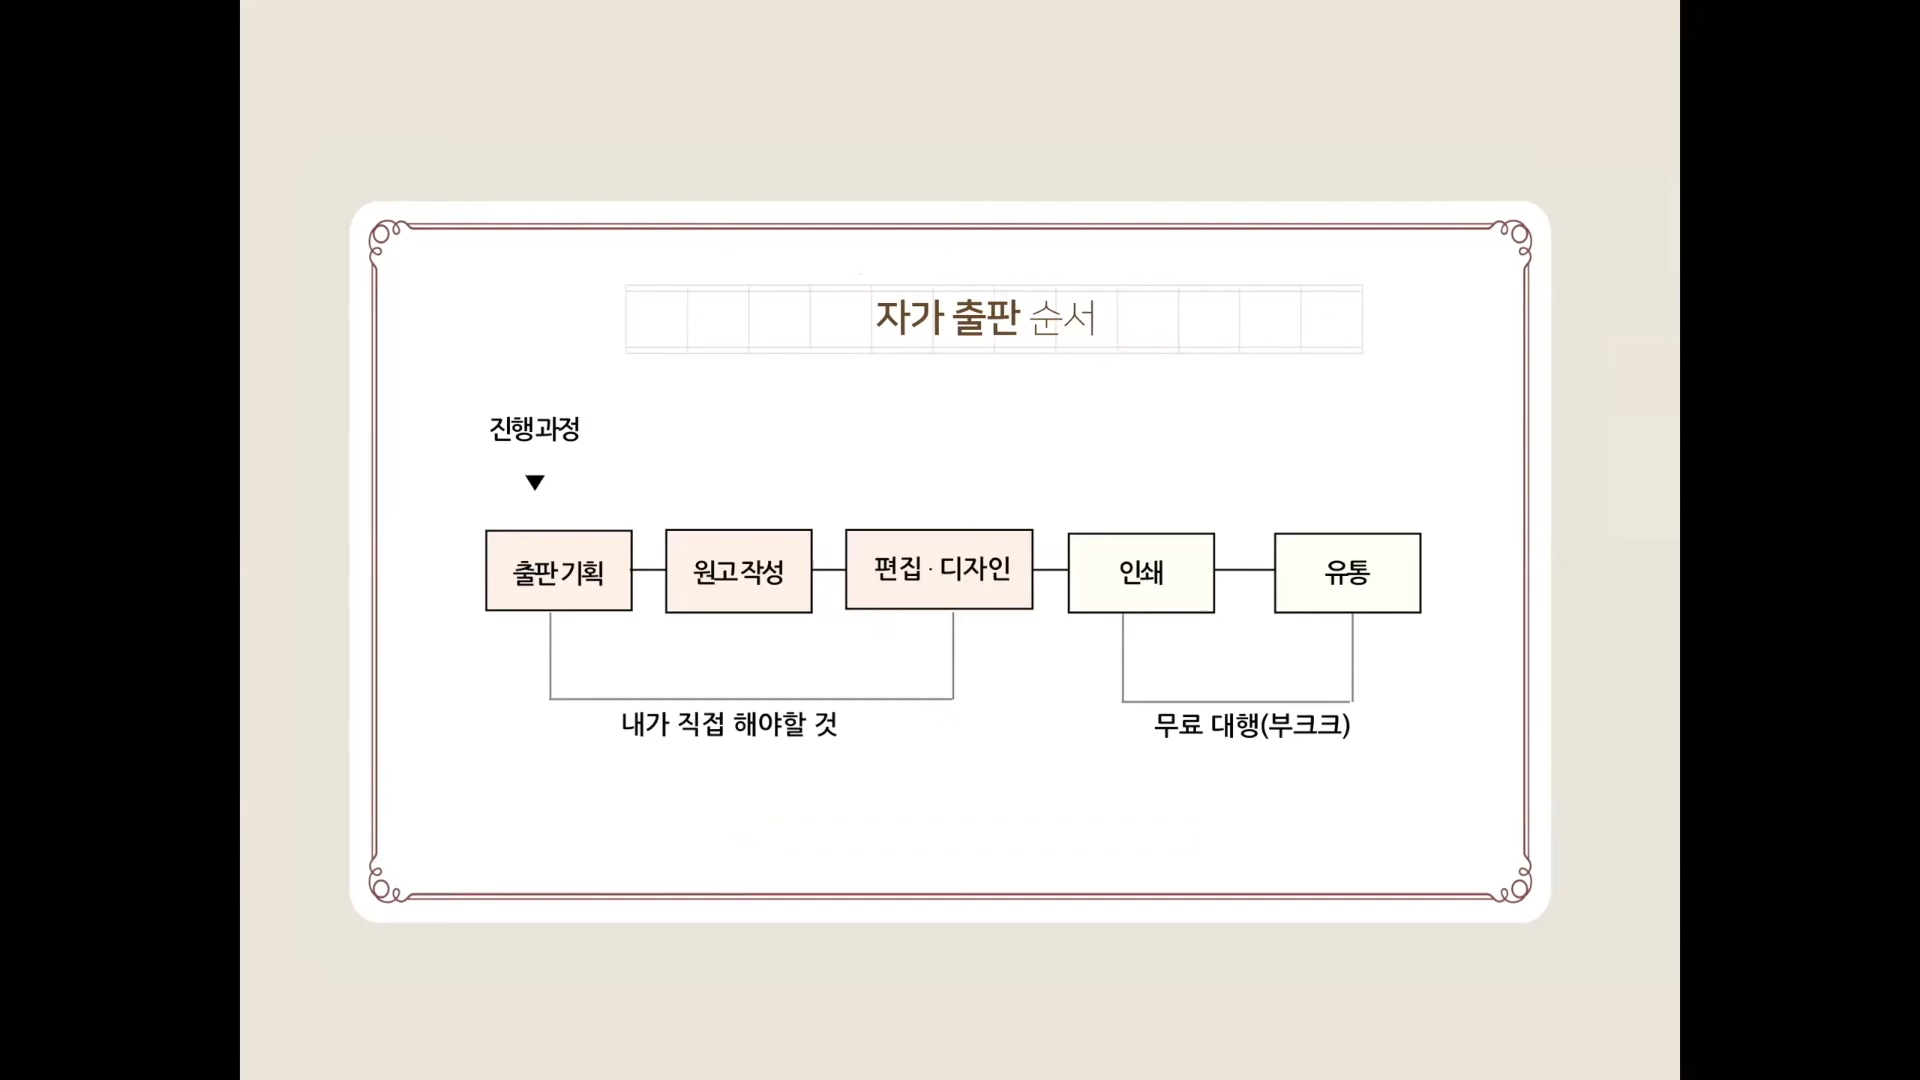 자가 출판 순서
진행과정
▼
출판 기획
원고 작성
편집 · 디자인
인쇄
유통
내가 직접 해야할 것
무료 대행(부크크)